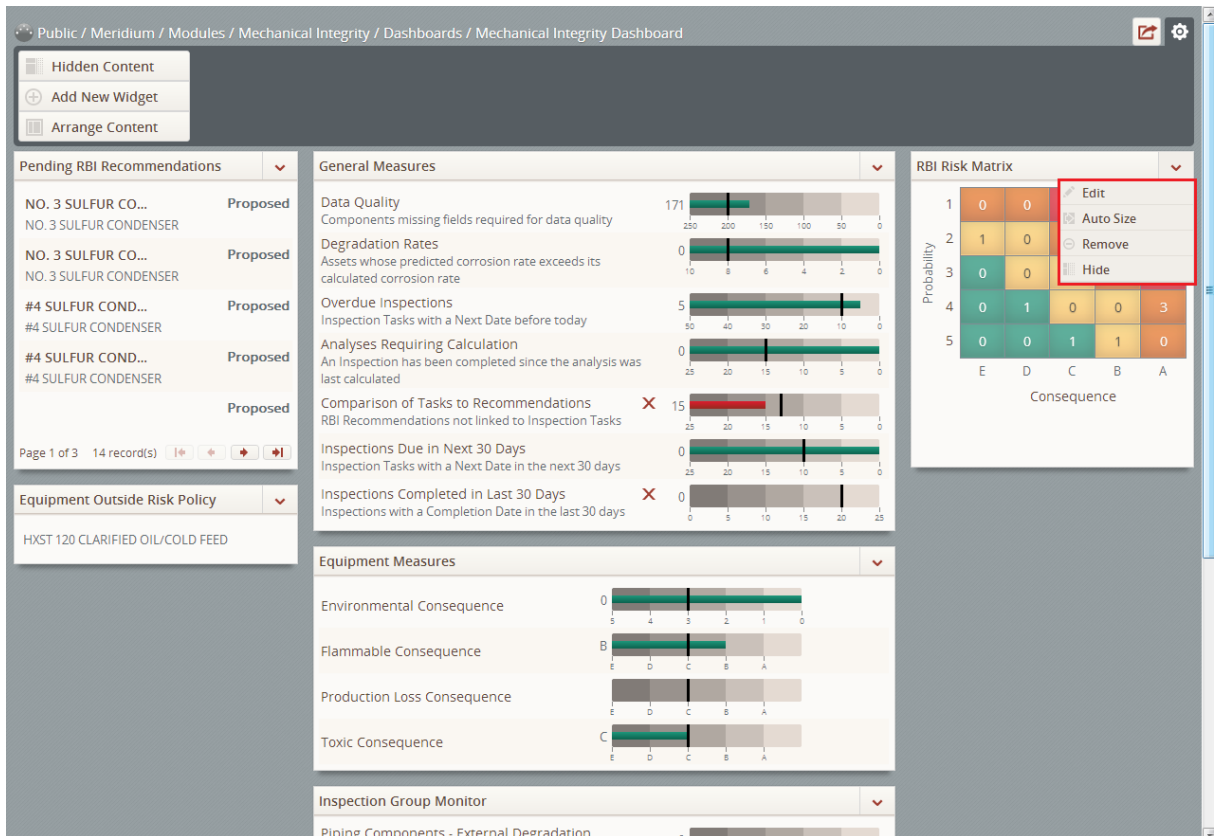 Public / Meridium / Modules / Mechanical Integrity / Dashboards / Mechanical Integrity Dashboard
Hidden Content
Add New Widget
Arrange Content
Pending RBI Recommendations
NO. 3 SULFUR CO... Proposed
NO. 3 SULFUR CONDENSER
NO. 3 SULFUR CO... Proposed
NO. 3 SULFUR CONDENSER
#4 SULFUR COND... Proposed
#4 SULFUR CONDENSER
#4 SULFUR COND... Proposed
#4 SULFUR CONDENSER
Proposed
Page 1 of 3 14 record(s)
Equipment Outside Risk Policy
HXST 120 CLARIFIED OIL/COLD FEED
General Measures
Data Quality 171
Components missing fields required for data quality
250 200 150 100 50 0
Degradation Rates 0
Assets whose predicted corrosion rate exceeds its
calculated corrosion rate
10 8 6 4 2 0
Overdue Inspections 5
Inspection Tasks with a Next Date before today
50 40 30 20 10 0
Analyses Requiring Calculation 0
An Inspection has been completed since the analysis was
last calculated
25 20 15 10 5 0
Comparison of Tasks to Recommendations 15
RBI Recommendations not linked to Inspection Tasks
25 20 15 10 5 0
Inspections Due in Next 30 Days 0
Inspection Tasks with a Next Date in the next 30 days
25 20 15 10 5 0
Inspections Completed in Last 30 Days 0
Inspections with a Completion Date in the last 30 days
0 5 10 15 20 25
Equipment Measures
Environmental Consequence 0
5 4 3 2 1 0
Flammable Consequence B
E D C B A
Production Loss Consequence
E D C B A
Toxic Consequence C
E D C B A
Inspection Group Monitor
Piping Components - External Degradation
RBI Risk Matrix
Edit
Auto Size
Remove
Hide
Probability
1 0 0
2 1 0
3 0 0
4 0 1 0 0 3
5 0 0 1 1 0
E D C B A
Consequence